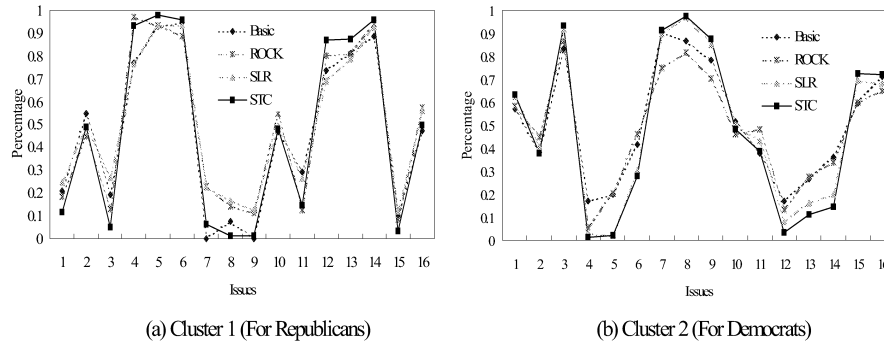 1
0.9
0.8
0.7
0.6
0.5
0.4
0.3
0.2
0.1
0
Percemtage
Basic
ROCK
SLR
STC
1 2 3 4 5 6 7 8 9 10 11 12 13 14 15 16
Issues
(a) Cluster 1 (For Republicans)
1
0.9
0.8
0.7
0.6
0.5
0.4
0.3
0.2
0.1
0
Percemtage
Basic
ROCK
SLR
STC
1 2 3 4 5 6 7 8 9 10 11 12 13 14 15 16
Issues
(b) Cluster 2 (For Democrats)